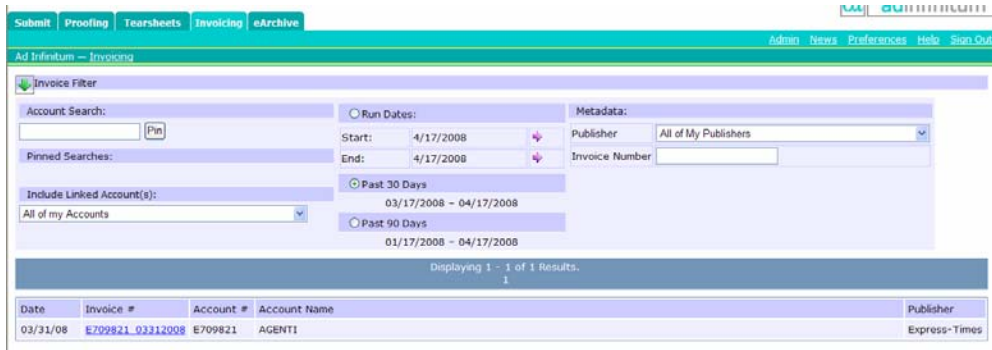 adinfinitum
Submit Proofing Tearsheets Invoicing eArchive
Admin News Preferences Help Sign Out
Ad Infinitum — Invoicing
Invoice Filter
Account Search:
Pin
Pinned Searches:
Include Linked Account(s):
All of my Accounts
Run Dates:
Start: 4/17/2008
End: 4/17/2008
Past 30 Days
03/17/2008 - 04/17/2008
Past 90 Days
01/17/2008 - 04/17/2008
Metadata:
Publisher All of My Publishers
Invoice Number
Displaying 1 - 1 of 1 Results.
1
Date Invoice # Account # Account Name Publisher
03/31/08 E709821_03312008 E709821 AGENTI Express-Times